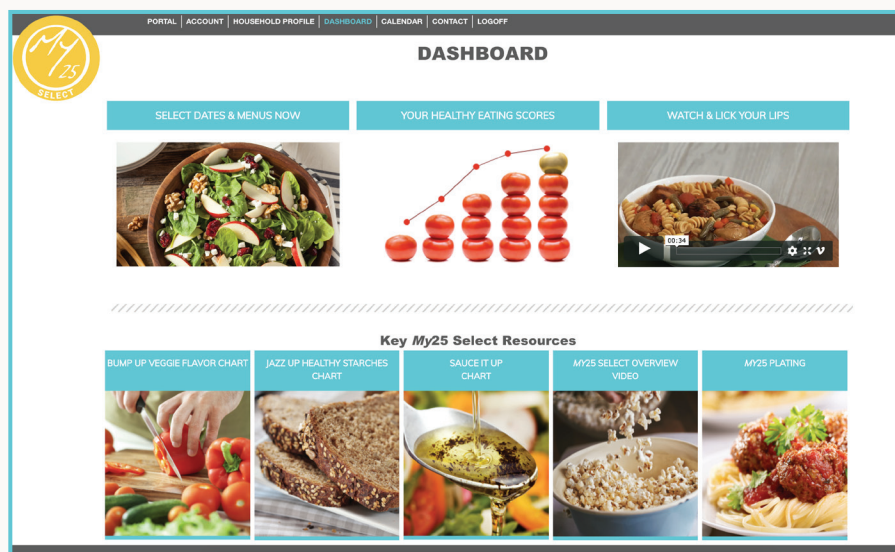 PORTAL | ACCOUNT | HOUSEHOLD PROFILE | DASHBOARD | CALENDAR | CONTACT | LOGOFF
My
25
SELECT
DASHBOARD
SELECT DATES & MENUS NOW
YOUR HEALTHY EATING SCORES
WATCH & LICK YOUR LIPS
00:34
Key My25 Select Resources
BUMP UP VEGGIE FLAVOR CHART
JAZZ UP HEALTHY STARCHES
CHART
SAUCE IT UP
CHART
MY25 SELECT OVERVIEW
VIDEO
MY25 PLATING